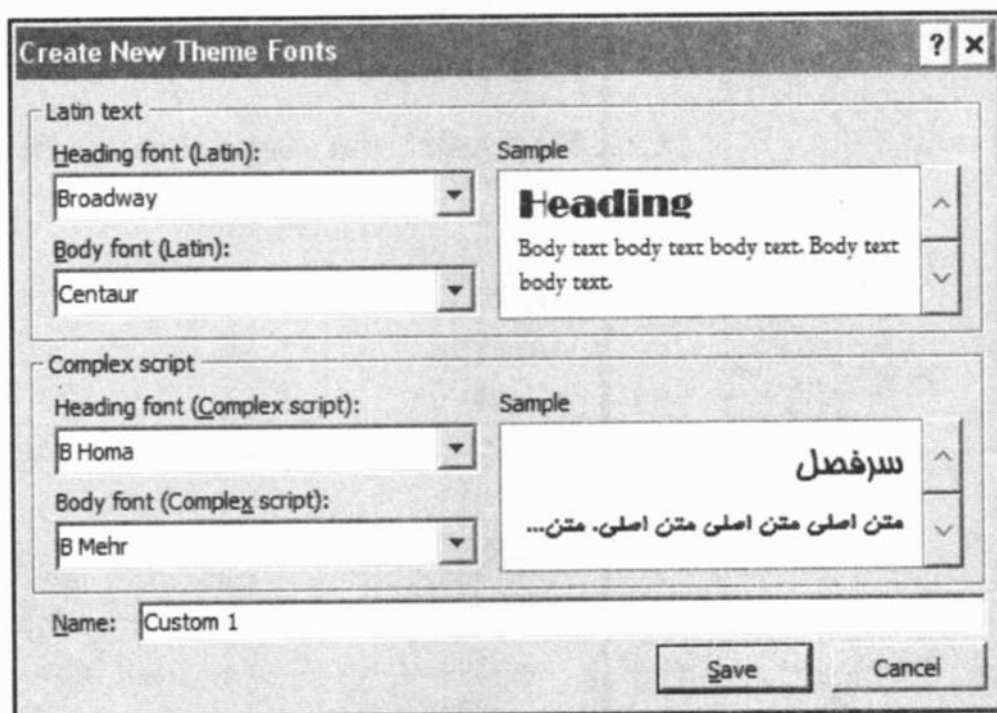 Create New Theme Fonts
Latin text
Heading font (Latin):
Broadway
Body font (Latin):
Centaur
Sample
Heading
Body text body text body text. Body text
body text.
Complex script
Heading font (Complex script):
B Homa
Body font (Complex script):
B Mehr
Sample
سرفصل
متن اصلی متن اصلی متن اصلی. متن...
Name: Custom 1
Save Cancel